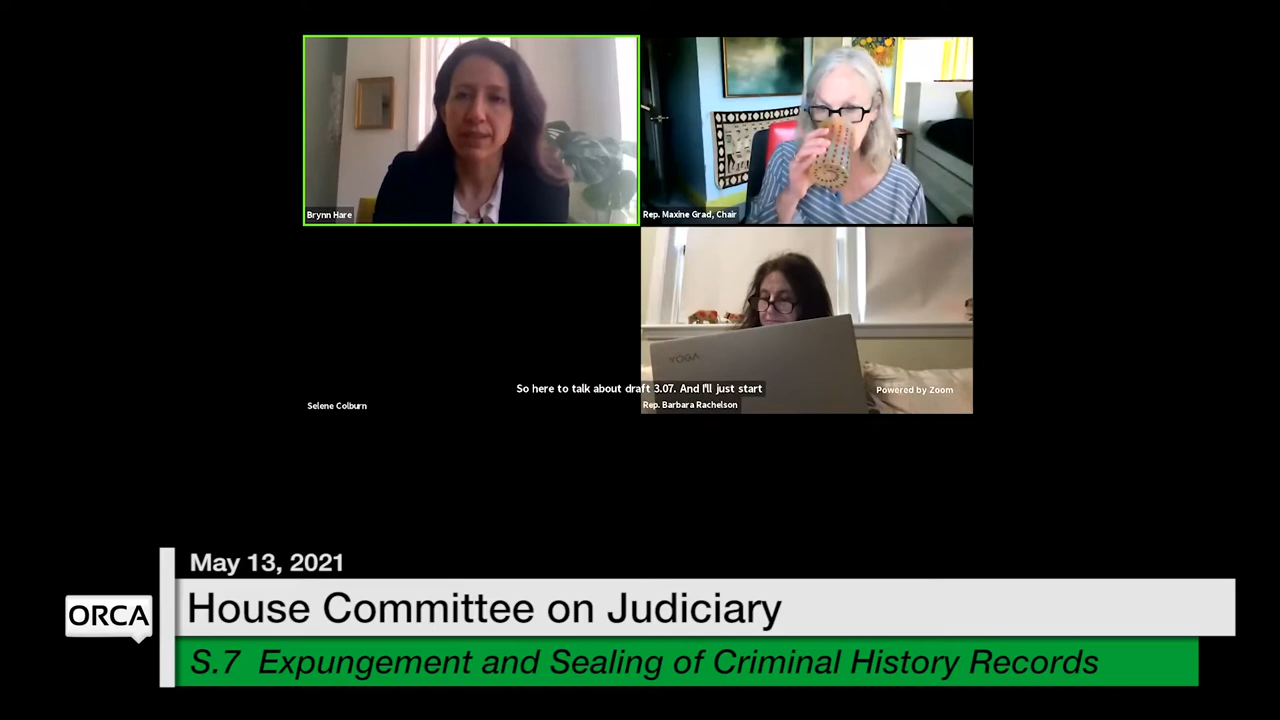 Brynn Hare
Rep. Maxine Grad, Chair
YOGA
So here to talk about draft 3.07. And I'll just start
Powered by Zoom
Selene Colburn
Rep. Barbara Rachelson
May 13, 2021
ORCA
House Committee on Judiciary
S.7 Expungement and Sealing of Criminal History Records